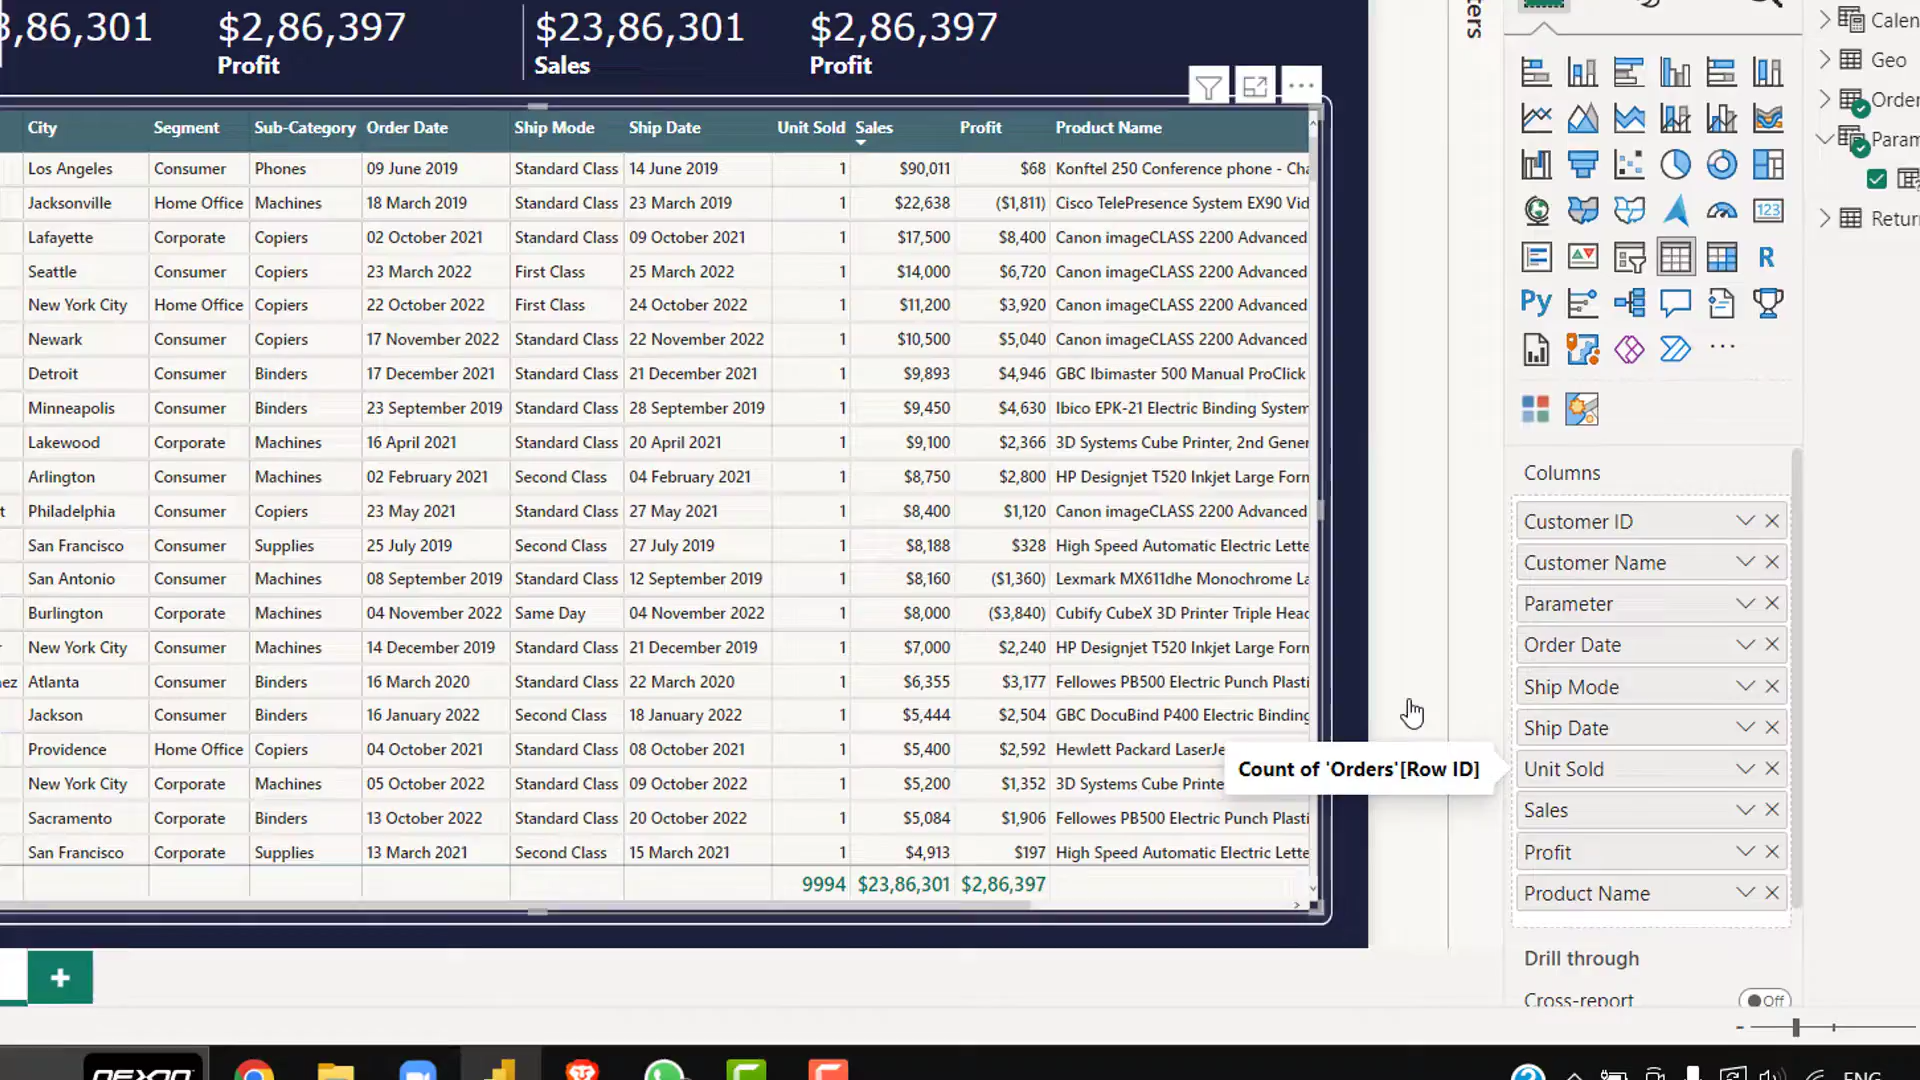 3,86,301 $2,86,397 $23,86,301 $2,86,397
Profit Sales Profit
City Segment Sub-Category Order Date Ship Mode Ship Date Unit Sold Sales Profit Product Name
Los Angeles Consumer Phones 09 June 2019 Standard Class 14 June 2019 1 $90,011 $68 Konftel 250 Conference phone - Cha
Jacksonville Home Office Machines 18 March 2019 Standard Class 23 March 2019 1 $22,638 ($1,811) Cisco TelePresence System EX90 Vid
Lafayette Corporate Copiers 02 October 2021 Standard Class 09 October 2021 1 $17,500 $8,400 Canon imageCLASS 2200 Advanced
Seattle Consumer Copiers 23 March 2022 First Class 25 March 2022 1 $14,000 $6,720 Canon imageCLASS 2200 Advanced
New York City Home Office Copiers 22 October 2022 First Class 24 October 2022 1 $11,200 $3,920 Canon imageCLASS 2200 Advanced
Newark Consumer Copiers 17 November 2022 Standard Class 22 November 2022 1 $10,500 $5,040 Canon imageCLASS 2200 Advanced
Detroit Consumer Binders 17 December 2021 Standard Class 21 December 2021 1 $9,893 $4,946 GBC Ibimaster 500 Manual ProClick
Minneapolis Consumer Binders 23 September 2019 Standard Class 28 September 2019 1 $9,450 $4,630 Ibico EPK-21 Electric Binding System
Lakewood Corporate Machines 16 April 2021 Standard Class 20 April 2021 1 $9,100 $2,366 3D Systems Cube Printer, 2nd Gener
Arlington Consumer Machines 02 February 2021 Second Class 04 February 2021 1 $8,750 $2,800 HP Designjet T520 Inkjet Large Form
t Philadelphia Consumer Copiers 23 May 2021 Standard Class 27 May 2021 1 $8,400 $1,120 Canon imageCLASS 2200 Advanced
San Francisco Consumer Supplies 25 July 2019 Second Class 27 July 2019 1 $8,188 $328 High Speed Automatic Electric Lette
San Antonio Consumer Machines 08 September 2019 Standard Class 12 September 2019 1 $8,160 ($1,360) Lexmark MX611dhe Monochrome La
Burlington Corporate Machines 04 November 2022 Same Day 04 November 2022 1 $8,000 ($3,840) Cubify CubeX 3D Printer Triple Head
New York City Consumer Machines 14 December 2019 Standard Class 21 December 2019 1 $7,000 $2,240 HP Designjet T520 Inkjet Large Form
ez Atlanta Consumer Binders 16 March 2020 Standard Class 22 March 2020 1 $6,355 $3,177 Fellowes PB500 Electric Punch Plasti
Jackson Consumer Binders 16 January 2022 Second Class 18 January 2022 1 $5,444 $2,504 GBC DocuBind P400 Electric Binding
Providence Home Office Copiers 04 October 2021 Standard Class 08 October 2021 1 $5,400 $2,592 Hewlett Packard LaserJe
New York City Corporate Machines 05 October 2022 Standard Class 09 October 2022 1 $5,200 $1,352 3D Systems Cube Printe
Sacramento Corporate Binders 13 October 2022 Standard Class 20 October 2022 1 $5,084 $1,906 Fellowes PB500 Electric Punch Plasti
San Francisco Corporate Supplies 13 March 2021 Second Class 15 March 2021 1 $4,913 $197 High Speed Automatic Electric Lette
9994 $23,86,301 $2,86,397
Count of 'Orders'[Row ID]
ters
123
R
Py
Columns
Customer ID
Customer Name
Parameter
Order Date
Ship Mode
Ship Date
Unit Sold
Sales
Profit
Product Name
Drill through
Cross-report Off
Calen
Geo
Order
Param
Return
ENG